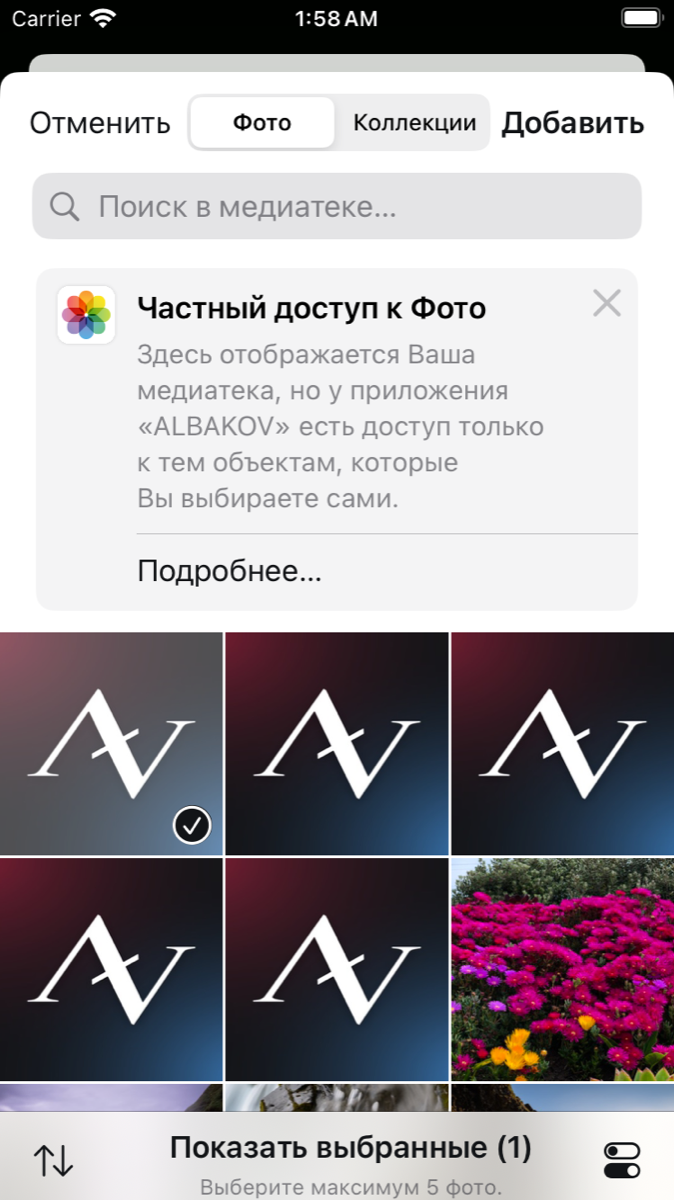 Carrier 1:58 AM
Отменить Фото Коллекции Добавить
Поиск в медиатеке...
Частный доступ к Фото
Здесь отображается Ваша
медиатека, но у приложения
«ALBAKOV» есть доступ только
к тем объектам, которые
Вы выбираете сами.
Подробнее...
Показать выбранные (1)
Выберите максимум 5 фото.